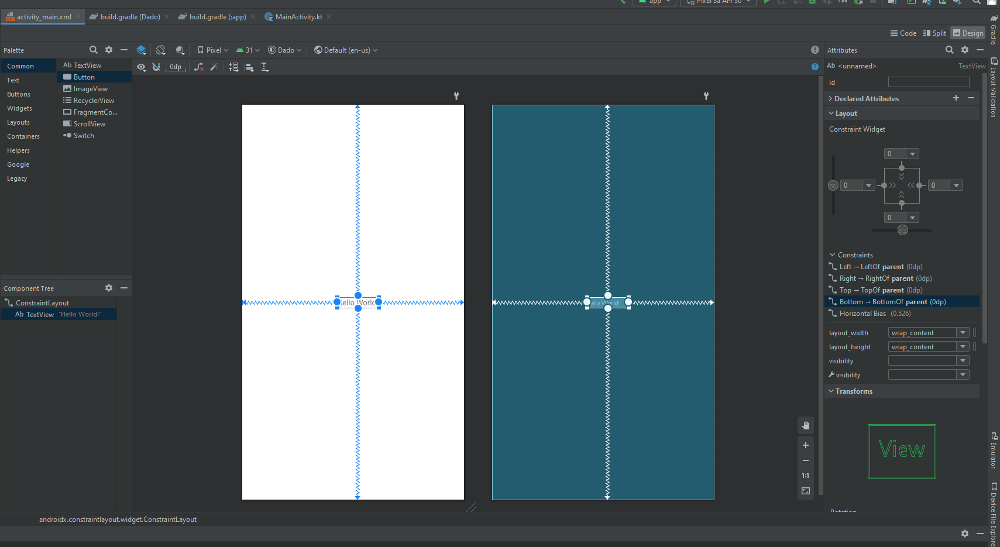 app
Pixel 3a API 30
activity_main.xml
build.gradle (Dado)
build.gradle (:app)
MainActivity.kt
Code
Split
Design
Gradle
Palette
Pixel
31
Dado
Default (en-us)
Attributes
Common
Text
Buttons
Widgets
Layouts
Containers
Helpers
Google
Legacy
Ab TextView
Button
ImageView
RecyclerView
FragmentCo...
ScrollView
Switch
0dp
Ab <unnamed>
TextView
id
Declared Attributes
Layout
Constraint Widget
0
50
0
0
0
52
Layout Validation
Constraints
Left → LeftOf parent (0dp)
Right → RightOf parent (0dp)
Top → TopOf parent (0dp)
Bottom → BottomOf parent (0dp)
Horizontal Bias (0.526)
layout_width wrap_content
layout_height wrap_content
visibility
visibility
Transforms
View
Component Tree
ConstraintLayout
Ab TextView "Hello World!"
Hello World
ello World!
1:1
Emulator
Device File Explore
androidx.constraintlayout.widget.ConstraintLayout